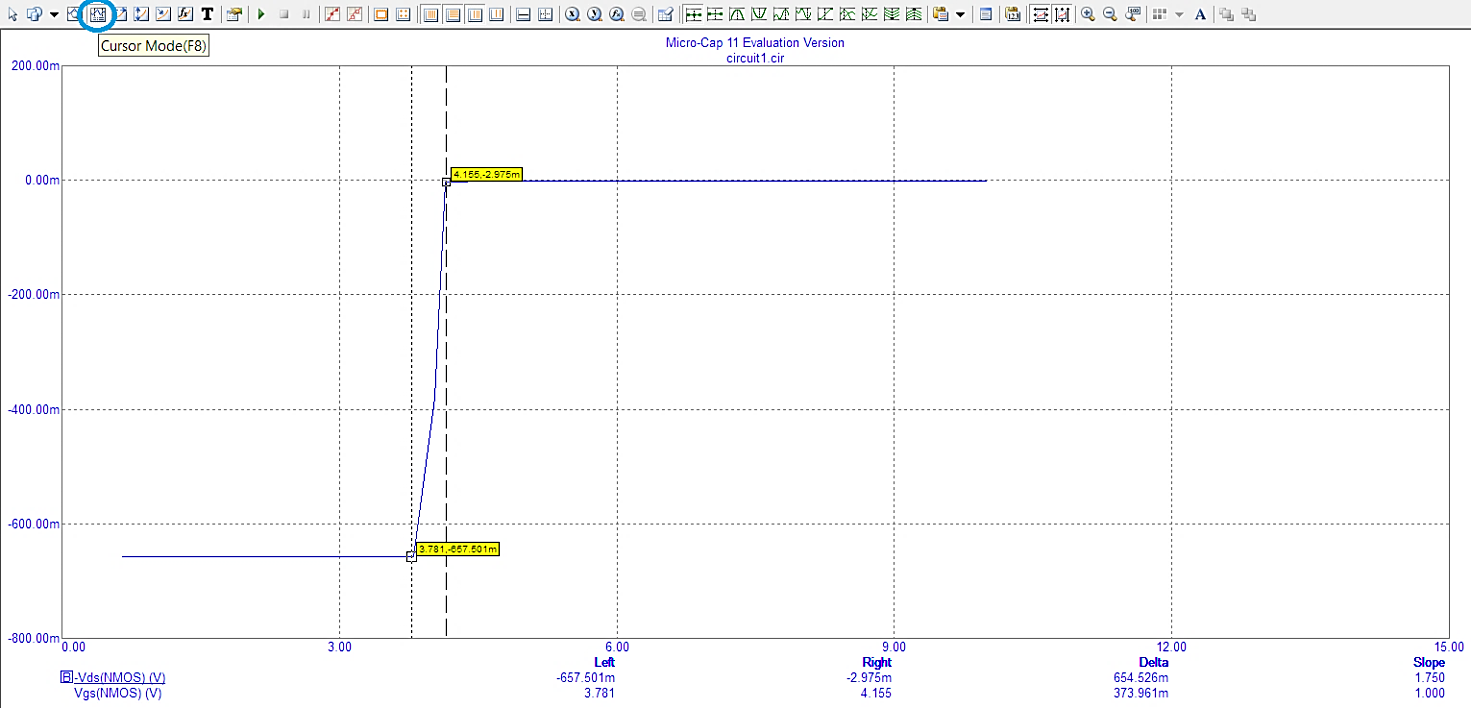 T
A
Cursor Mode(F8)
Micro-Cap 11 Evaluation Version
circuit1.cir
200.00m
0.00m
-200.00m
-400.00m
-600.00m
-800.00m
4.155,-2.975m
3.781,-657.501m
0.00 3.00 6.00 9.00 12.00 15.00
Left Right Delta Slope
B -Vds(NMOS) (V) -657.501m -2.975m 654.526m 1.750
Vgs(NMOS) (V) 3.781 4.155 373.961m 1.000